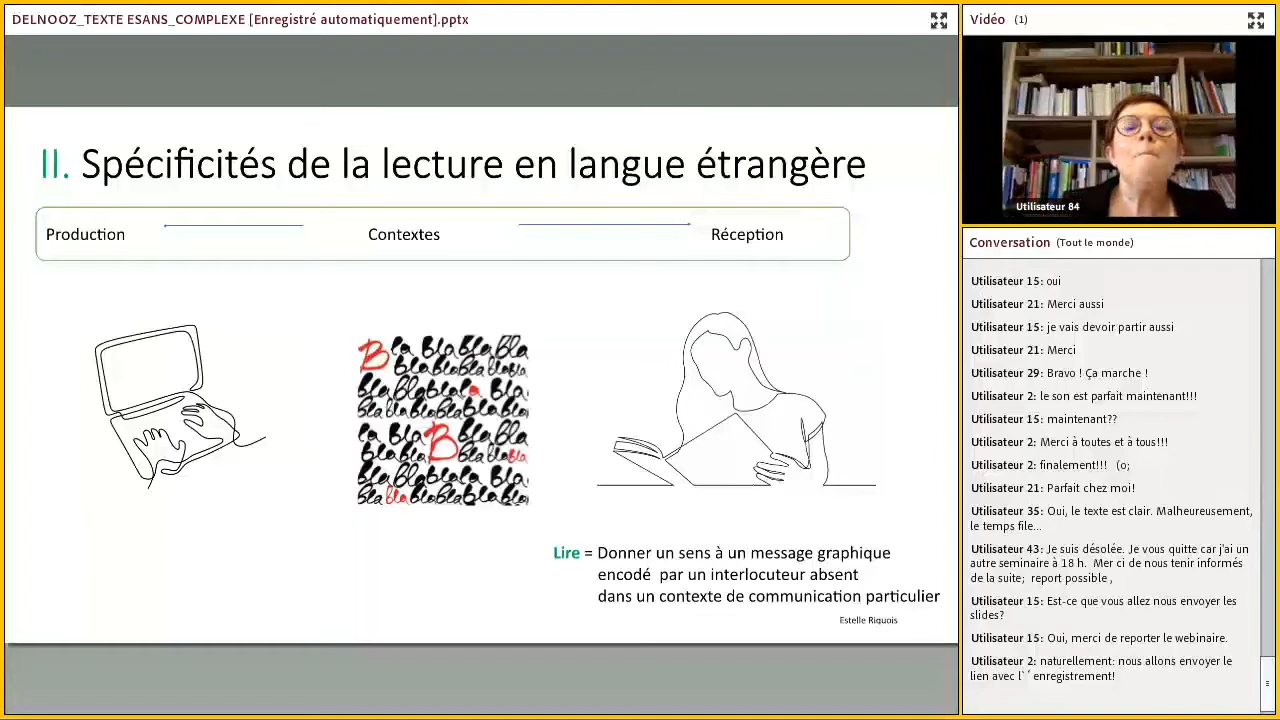 DELNOOZ_TEXTE ESANS_COMPLEXE [Enregistré automatiquement].pptx
II. Spécificités de la lecture en langue étrangère
Production
Contextes
Réception
Bla Bla Bla Bla
Lire = Donner un sens à un message graphique
encodé par un interlocuteur absent
dans un contexte de communication particulier
Estelle Riquois
Vidéo (1)
Utilisateur 84
Conversation (Tout le monde)
Utilisateur 15: oui
Utilisateur 21: Merci aussi
Utilisateur 15: je vais devoir partir aussi
Utilisateur 21: Merci
Utilisateur 29: Bravo ! Ça marche !
Utilisateur 2: le son est parfait maintenant!!!
Utilisateur 15: maintenant??
Utilisateur 2: Merci à toutes et à tous!!!
Utilisateur 2: finalement!!! (o;
Utilisateur 21: Parfait chez moi!
Utilisateur 35: Oui, le texte est clair. Malheureusement,
le temps file...
Utilisateur 43: Je suis désolée. Je vous quitte car j'ai un
autre seminaire à 18 h. Mer ci de nous tenir informés
de la suite; report possible ,
Utilisateur 15: Est-ce que vous allez nous envoyer les
slides?
Utilisateur 15: Oui, merci de reporter le webinaire.
Utilisateur 2: naturellement: nous allons envoyer le
lien avec l`´enregistrement!